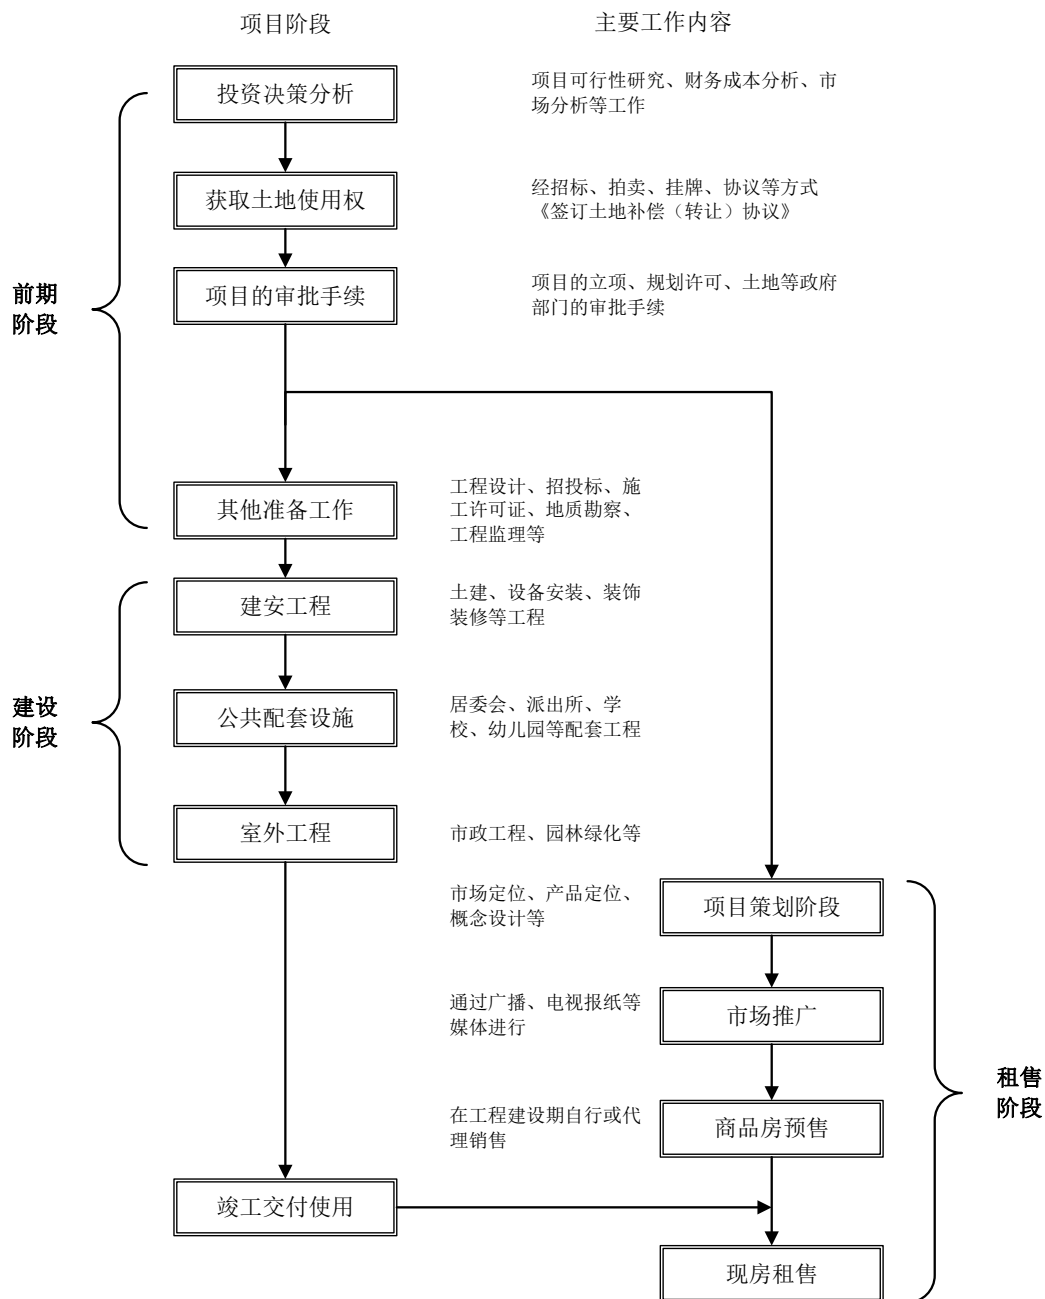 项目阶段
主要工作内容
投资决策分析
项目可行性研究、财务成本分析、市
场分析等工作
获取土地使用权
经招标、拍卖、挂牌、协议等方式
《签订土地补偿（转让）协议》
前期
阶段
项目的审批手续
项目的立项、规划许可、土地等政府
部门的审批手续
其他准备工作
工程设计、招投标、施
工许可证、地质勘察、
工程监理等
建安工程
土建、设备安装、装饰
装修等工程
建设
阶段
公共配套设施
居委会、派出所、学
校、幼儿园等配套工程
室外工程
市政工程、园林绿化等
市场定位、产品定位、
概念设计等
项目策划阶段
通过广播、电视报纸等
媒体进行
市场推广
租售
阶段
在工程建设期自行或代
理销售
商品房预售
竣工交付使用
现房租售